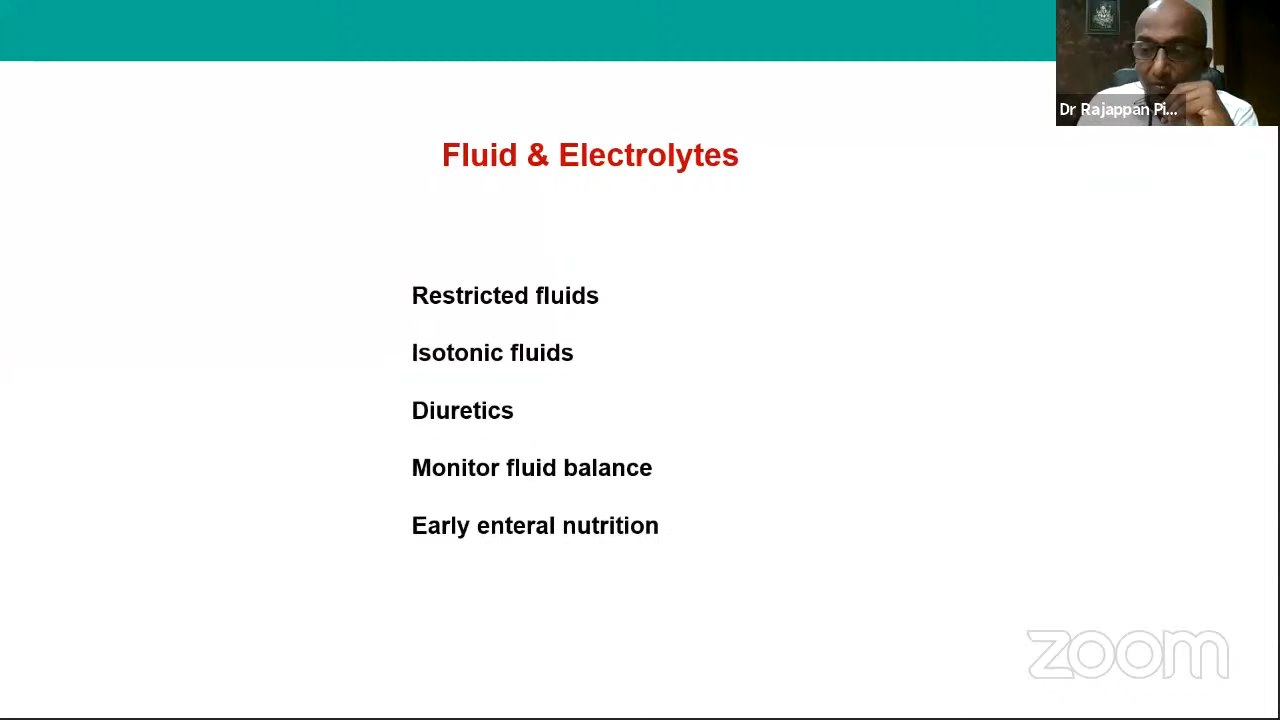 Dr Rajappan Pi...
Fluid & Electrolytes
Restricted fluids
Isotonic fluids
Diuretics
Monitor fluid balance
Early enteral nutrition
zoom